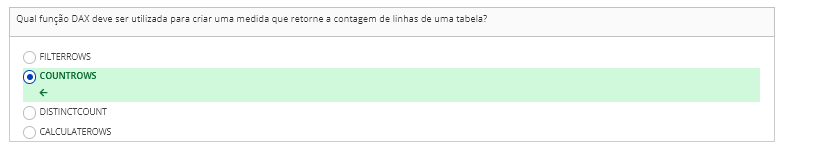 Qual função DAX deve ser utilizada para criar uma medida que retorne a contagem de linhas de uma tabela?
FILTERROWS
COUNTROWS
←
DISTINCTCOUNT
CALCULATEROWS